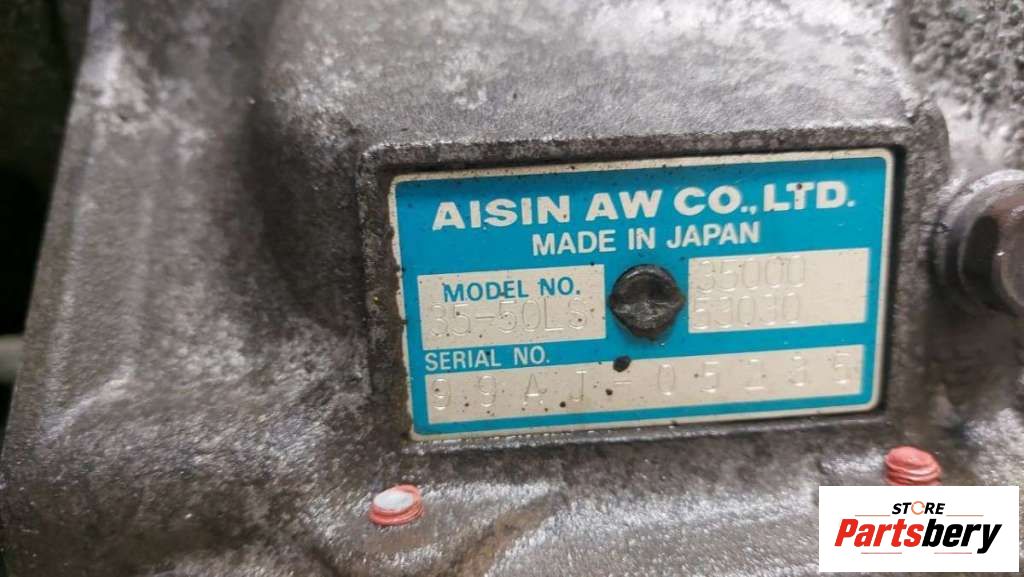 AISIN AW CO., LTD.
MADE IN JAPAN
MODEL NO.
35-50LS
35000
53030
SERIAL NO.
99AJ-05235
STORE
Partsbery